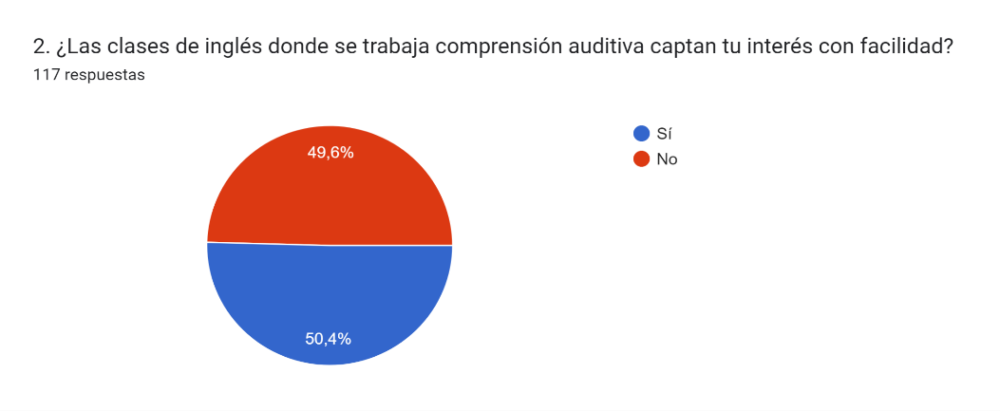 2. ¿Las clases de inglés donde se trabaja comprensión auditiva captan tu interés con facilidad?
117 respuestas
Sí
No
49,6%
50,4%